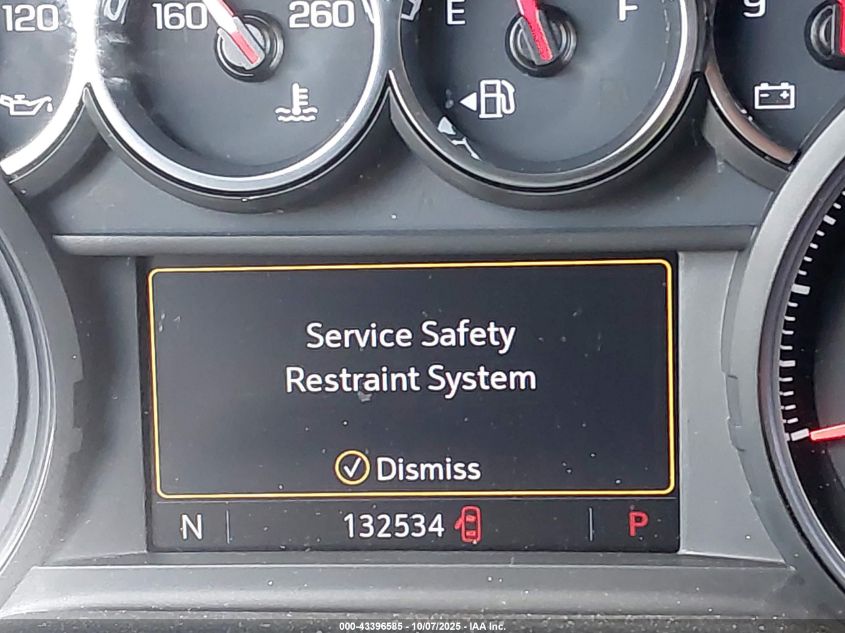 120
160
260
E
F
9
Service Safety
Restraint System
Dismiss
N
132534
P
000-43396585 - 10/07/2025 - IAA Inc.